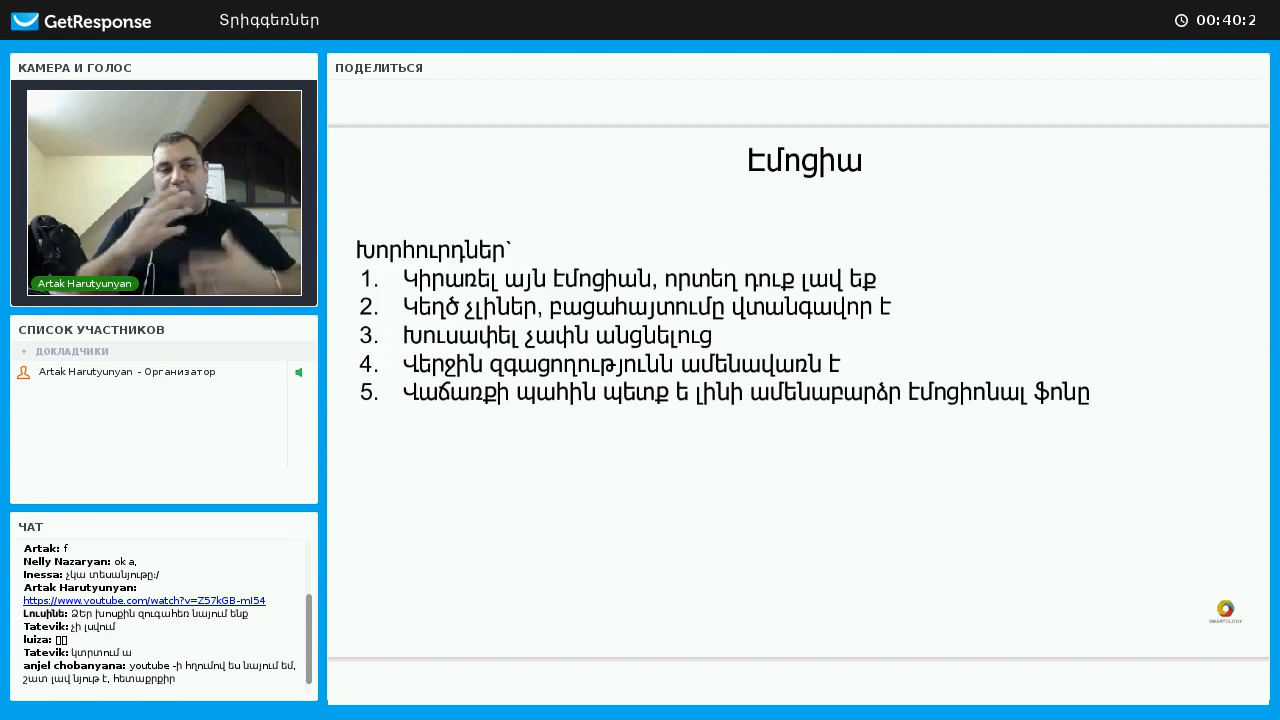 GetResponse
Տրիգգեռներ
00:40:2
КАМЕРА И ГОЛОС
Artak Harutyunyan
СПИСОК УЧАСТНИКОВ
ДОКЛАДЧИКИ
Artak Harutyunyan - Организатор
ЧАТ
Artak: f
Nelly Nazaryan: ok a,
Inessa: չկա տեսանյութը:/
Artak Harutyunyan:
https://www.youtube.com/watch?v=Z57kGB-mI54
Լուսինե: Ձեր խոսքին զուգահեռ նայում ենք
Tatevik: չի լսվում
luiza:
Tatevik: կտրտում ա
anjel chobanyana: youtube -ի հղումով ես նայում եմ,
շատ լավ նյութ է, հետաքրքիր
ПОДЕЛИТЬСЯ
Էմոցիա
Խորհուրդներ`
1. Կիրառել այն էմոցիան, որտեղ դուք լավ եք
2. Կեղծ չլիներ, բացահայտումը վտանգավոր է
3. Խուսափել չափն անցնելուց
4. Վերջին զգացողությունն ամենավառն է
5. Վաճառքի պահին պետք ե լինի ամենաբարձր էմոցիոնալ ֆոնը
SMARTOLOGY